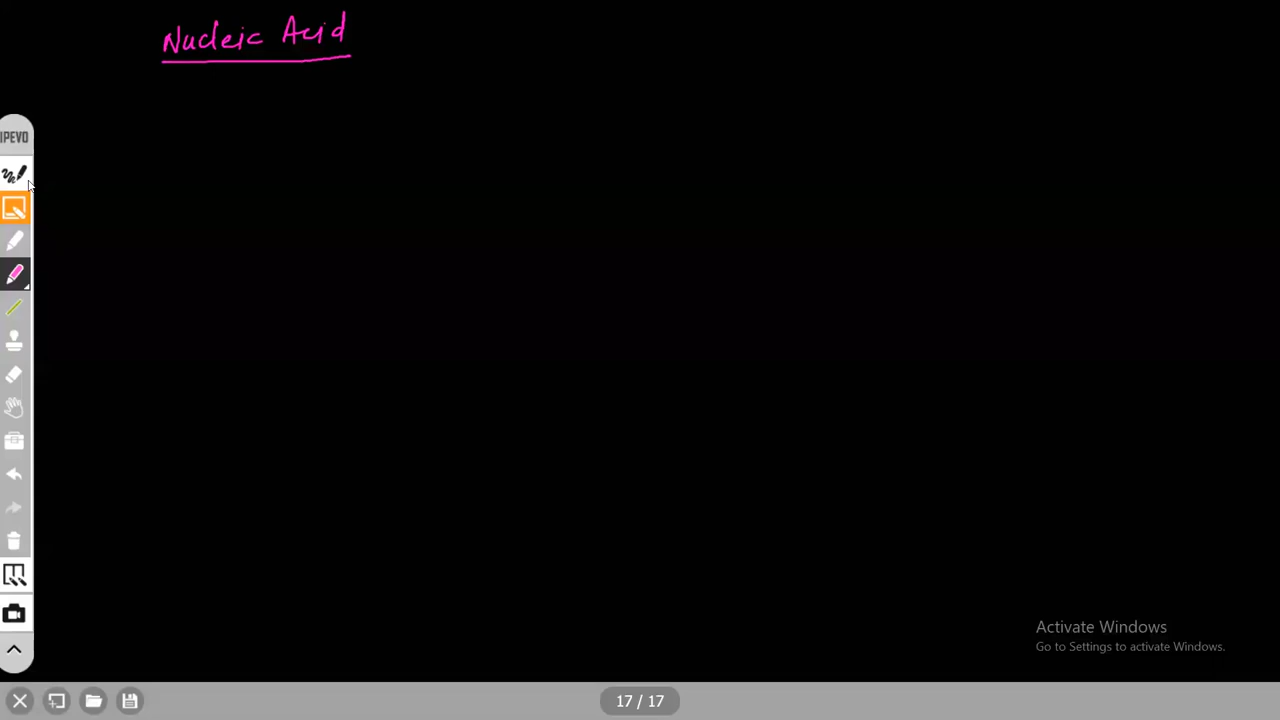 Nucleic Acid
IPEVO
Activate Windows
Go to Settings to activate Windows.
17 / 17